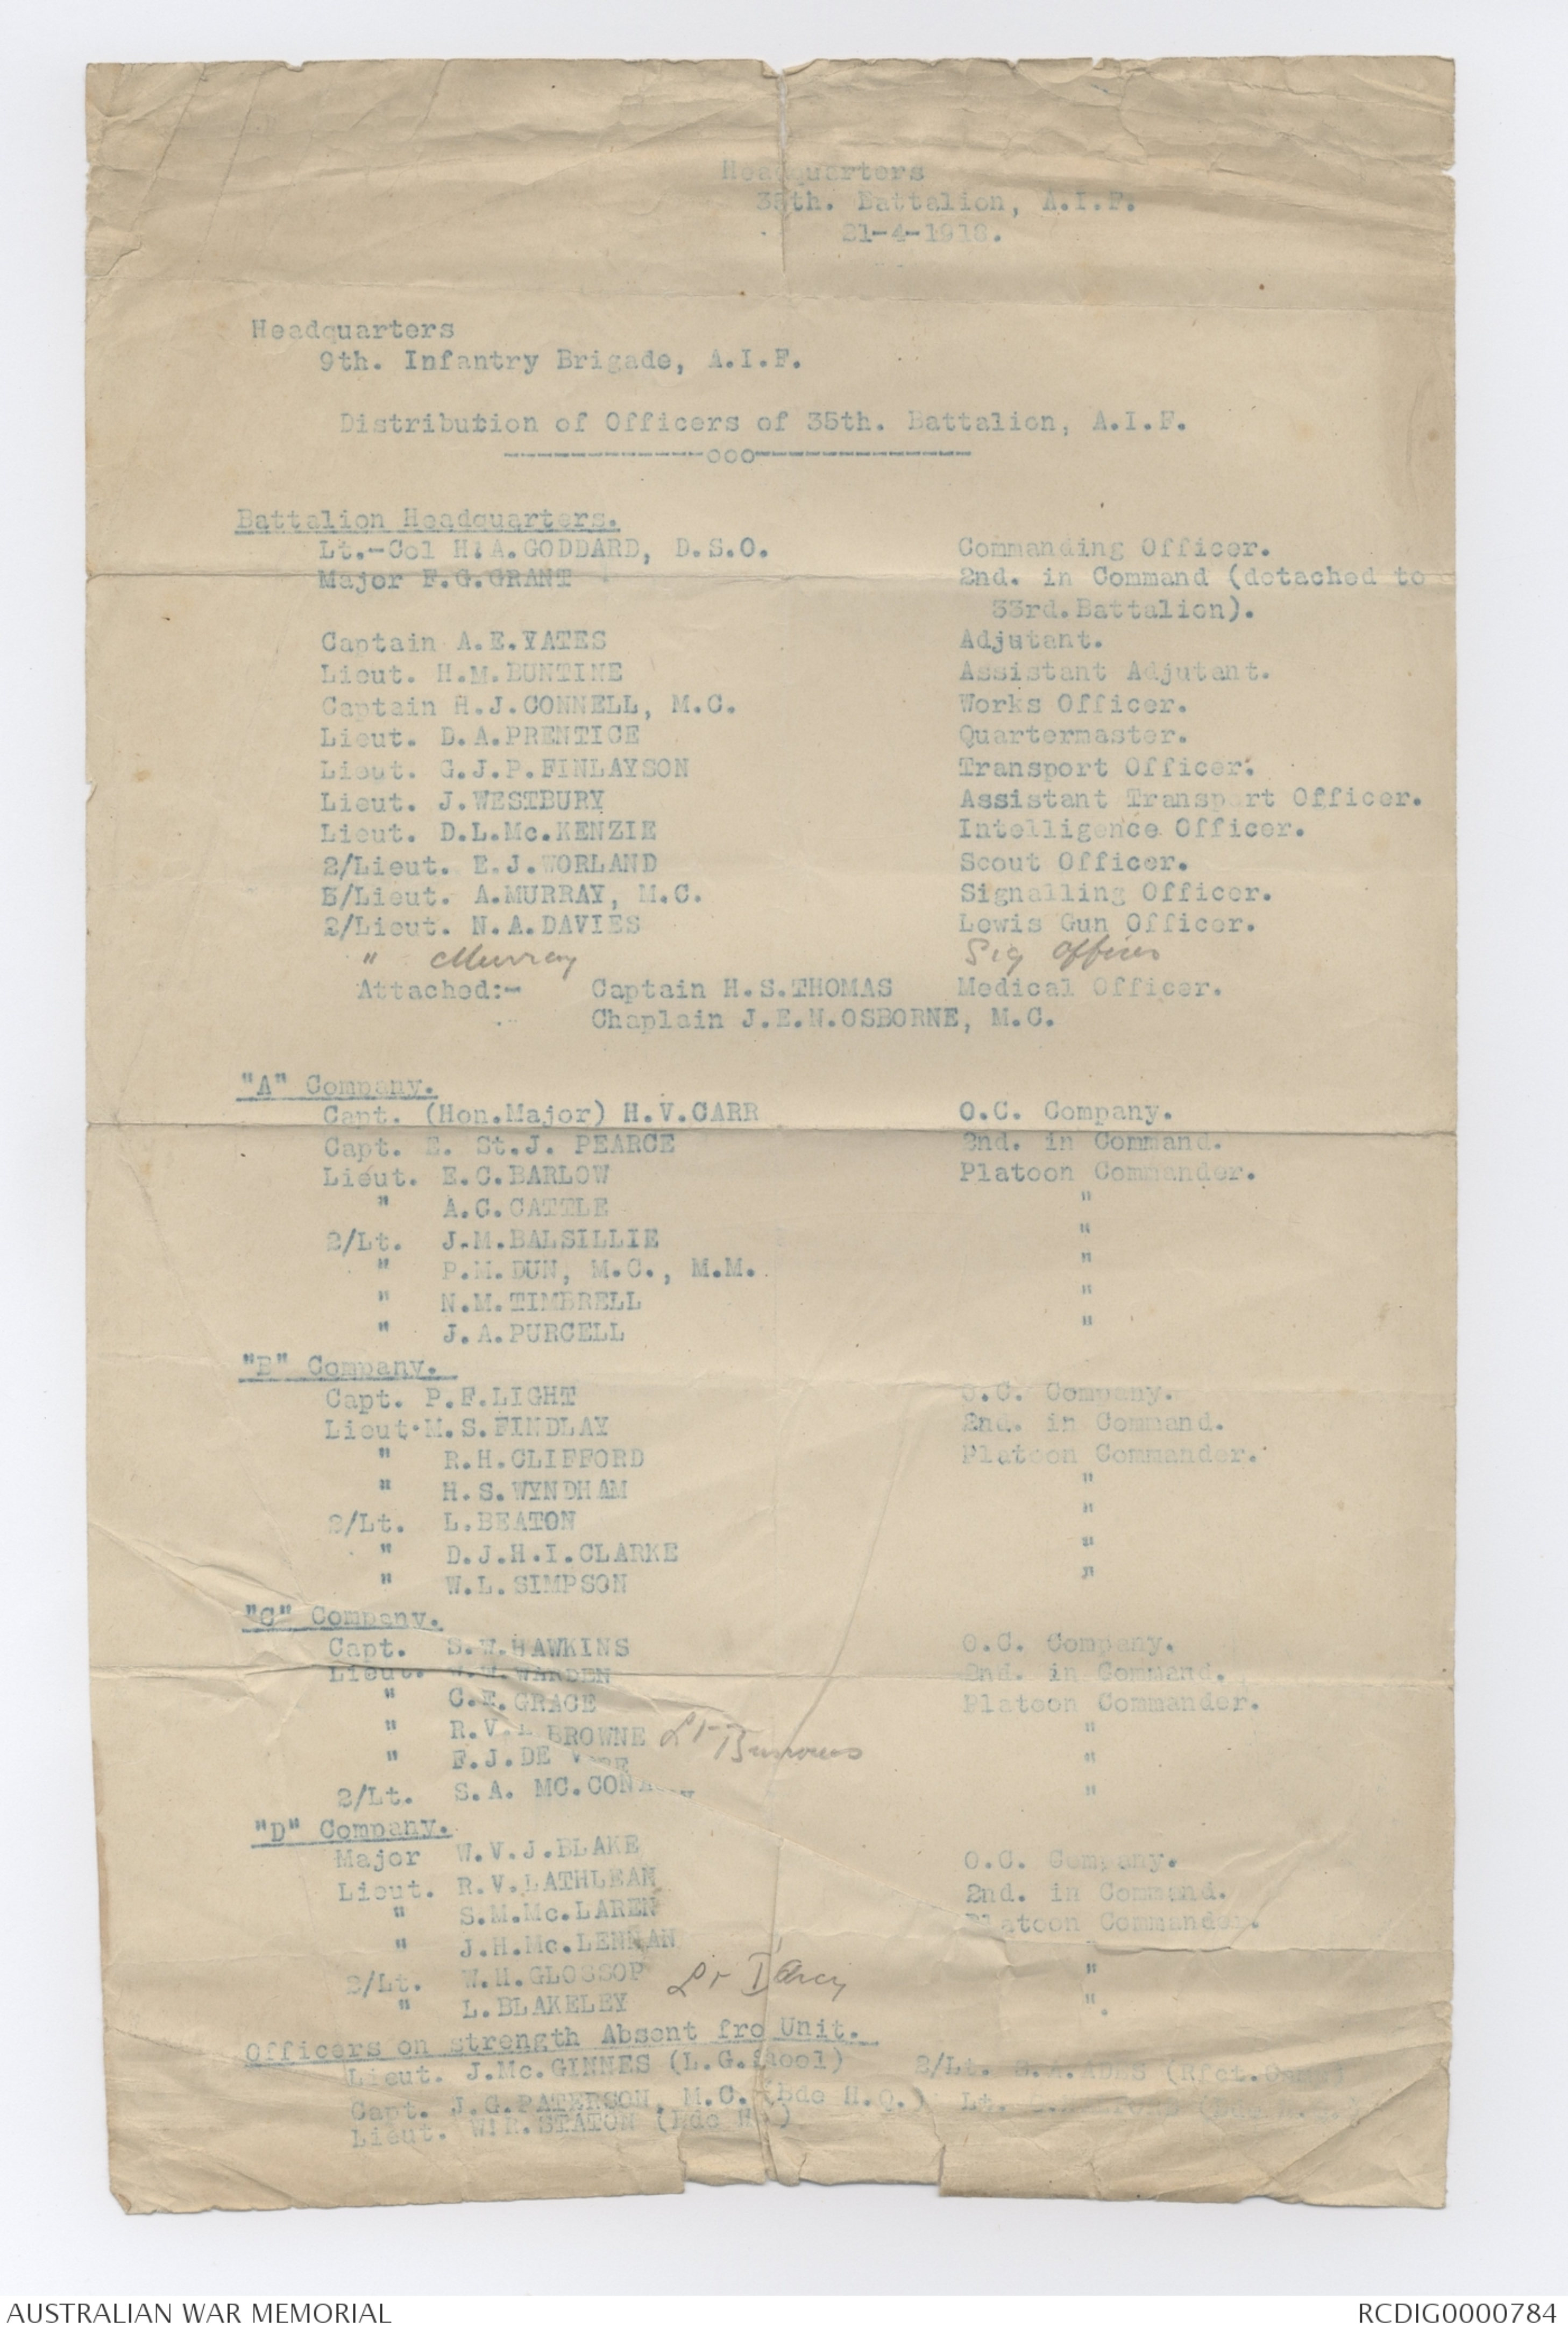 Headquarters
35th. Battalion, A.I.F.
21-4-1918.
Headquarters
9th. Infantry Brigade, A.I.F.
Distribution of Officers of 35th. Battalion, A.I.F.
----------------ooo----------------
Battalion Headquarters.
Lt.-Col H.A.GODDARD, D.S.O. Commanding Officer.
Major F.G.GRANT 2nd. in Command (detached to
33rd.Battalion).
Captain A.E.YATES Adjutant.
Lieut. H.M.BUNTINE Assistant Adjutant.
Captain H.J.CONNELL, M.C. Works Officer.
Lieut. D.A.PRENTICE Quartermaster.
Lieut. G.J.P.FINLAYSON Transport Officer.
Lieut. J.WESTBURY Assistant Transport Officer.
Lieut. D.L.Mc.KENZIE Intelligence Officer.
2/Lieut. E.J.WORLAND Scout Officer.
2/Lieut. A.MURRAY, M.C. Signalling Officer.
2/Lieut. N.A.DAVIES Lewis Gun Officer.
" Murray Sig Officer
Attached:- Captain H.S.THOMAS Medical Officer.
Chaplain J.E.N.OSBORNE, M.C.
"A" Company.
Capt. (Hon.Major) H.V.CARR O.C. Company.
Capt. E. St.J. PEARCE 2nd. in Command.
Lieut. E.C.BARLOW Platoon Commander.
" A.C.CATTLE "
2/Lt. J.M.BALSILLIE "
" P.M.DUN, M.C., M.M. "
" N.M.TIMBRELL "
" J.A.PURCELL "
"B" Company.
Capt. P.F.LIGHT O.C. Company.
Lieut.M.S.FINDLAY 2nd. in Command.
" R.H.CLIFFORD Platoon Commander.
" H.S.WYNDHAM "
2/Lt. L.BEATON "
" D.J.H.I.CLARKE "
" W.L.SIMPSON "
"C" Company.
Capt. S.W.HAWKINS O.C. Company.
Lieut. W.W.WARDEN 2nd. in Command.
" C.E.GRACE Platoon Commander.
" R.V. BROWNE Lt Burrows "
" F.J.DE "
2/Lt. S.A. "
"D" Company.
Major W.V.J.BLAKE O.C. Company.
Lieut. R.V.LATHLEAN 2nd. in Command.
" S.M.Mc.LAREN Platoon Commander.
" J.H.Mc.LENNAN "
2/Lt. W.H.GLOSSOP Lt D'Arcy "
" L.BLAKELEY ".
Officers on strength Absent fro Unit.
Lieut. J.Mc.GINNES (L.G. 2/Lt. ADES
Capt. J.G.PATERSON, M.C. (Bde H.Q.) Lt.
Lieut. W.R.STATON (Bde
AUSTRALIAN WAR MEMORIAL RCDIG0000784